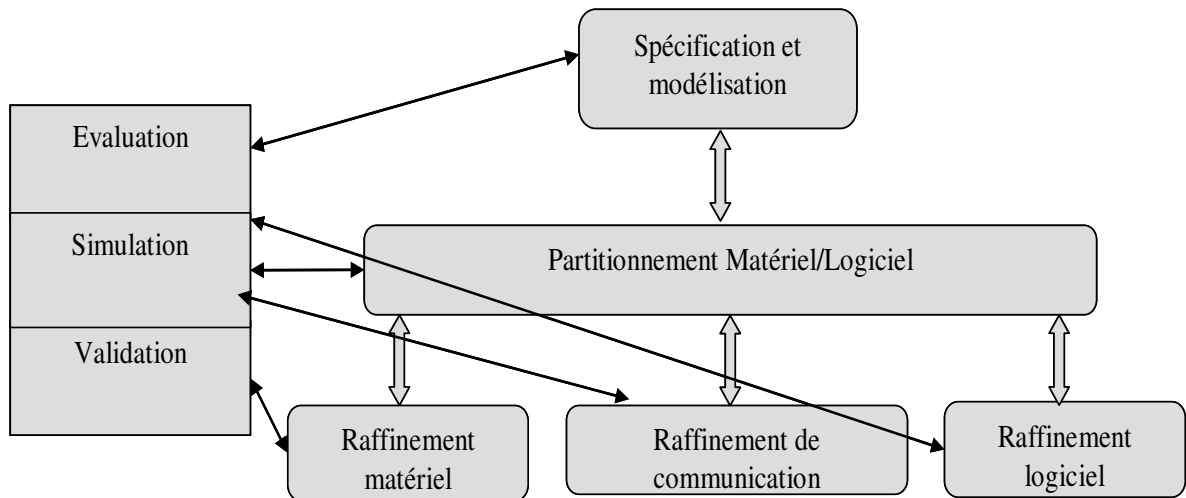 Spécification et
modélisation
Evaluation
Simulation
Partitionnement Matériel/Logiciel
Validation
Raffinement
matériel
Raffinement de
communication
Raffinement
logiciel